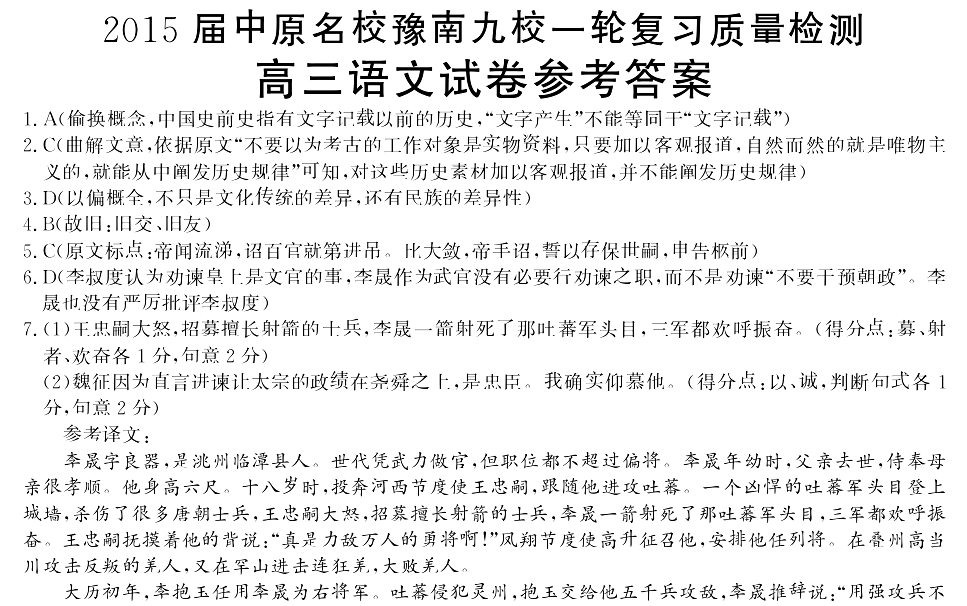 2015 届中原名校豫南九校一轮复习质量检测
高三语文试卷参考答案
1. A(偷换概念,中国史前史指有文字记载以前的历史,“文字产生”不能等同于“文字记载”)
2. C(曲解文意,依据原文“不要以为考古的工作对象是实物资料,只要加以客观报道,自然而然的就是唯物主
义的,就能从中阐发历史规律”可知,对这些历史素材加以客观报道,并不能阐发历史规律)
3. D(以偏概全,不只是文化传统的差异,还有民族的差异性)
4. B(故旧:旧交、旧友)
5. C(原文标点:帝闻流涕,诏百官就第进吊。比大敛,帝手诏,誓以存保世嗣,申告柩前)
6. D(李叔度认为劝谏皇上是文官的事,李晟作为武官没有必要行劝谏之职,而不是劝谏“不要干预朝政”。李
晟也没有严厉批评李叔度)
7. (1)王忠嗣大怒,招募擅长射箭的士兵,李晟一箭射死了那吐蕃军头目,三军都欢呼振奋。(得分点:募、射
者、欢奋各 1 分,句意 2 分)
(2)魏征因为直言进谏让太宗的政绩在尧舜之上,是忠臣。我确实仰慕他。(得分点:以、诚,判断句式各 1
分,句意 2 分)
参考译文:
李晟字良器,是洮州临潭县人。世代凭武力做官,但职位都不超过偏将。李晟年幼时,父亲去世,侍奉母
亲很孝顺。他身高六尺。十八岁时,投奔河西节度使王忠嗣,跟随他进攻吐蕃。一个凶悍的吐蕃军头目登上
城墙,杀伤了很多唐朝士兵,王忠嗣大怒,招募擅长射箭的士兵,李晟一箭射死了那吐蕃军头目,三军都欢呼振
奋。王忠嗣抚摸着他的背说:“真是力敌万人的勇将啊!”凤翔节度使高升征召他,安排他任列将。在叠州高当
川攻击反叛的羌人,又在罕山进击连狂羌,大败羌人。
大历初年,李抱玉任用李晟为右将军。吐蕃侵犯灵州,抱玉交给他五千兵攻敌,李晟推辞说:“用强攻兵不